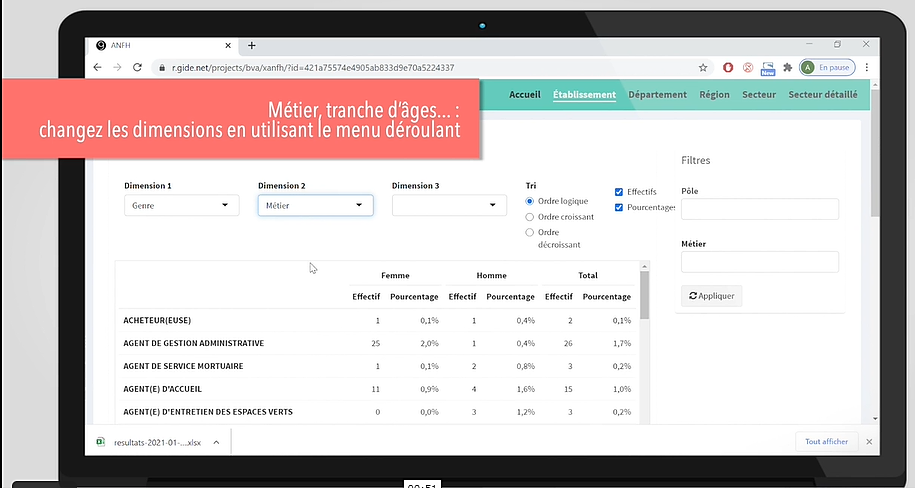 ANFH
r.gide.net/projects/bva/xanfh/?id=421a75574e4905ab833d9e70a5224337
New
A En pause
Métier, tranche d'âges... :
changez les dimensions en utilisant le menu déroulant
Accueil Établissement Département Région Secteur Secteur détaillé
Filtres
Dimension 1 Dimension 2 Dimension 3 Tri
Genre Métier
Ordre logique
Ordre croissant
Ordre
décroissant
Effectifs
Pourcentages
Pôle
Métier
Appliquer
Femme Homme Total
Effectif Pourcentage Effectif Pourcentage Effectif Pourcentage
ACHETEUR(EUSE) 1 0,1% 1 0,4% 2 0,1%
AGENT DE GESTION ADMINISTRATIVE 25 2,0% 1 0,4% 26 1,7%
AGENT DE SERVICE MORTUAIRE 1 0,1% 2 0,8% 3 0,2%
AGENT(E) D'ACCUEIL 11 0,9% 4 1,6% 15 1,0%
AGENT(E) D'ENTRETIEN DES ESPACES VERTS 0 0,0% 3 1,2% 3 0,2%
resultats-2021-01-....xlsx
Tout afficher